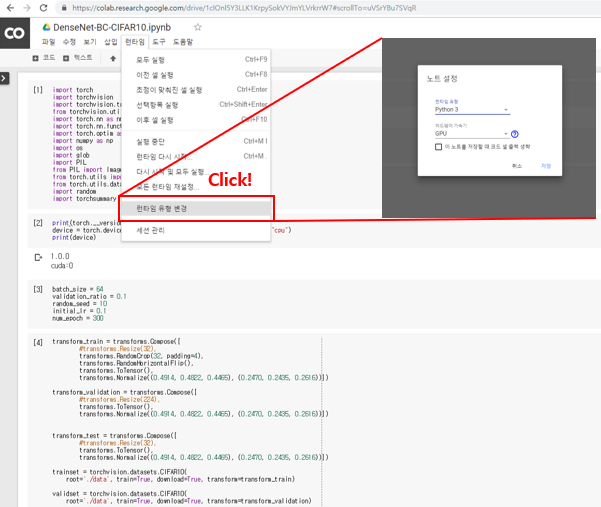 https://colab.research.google.com/drive/1clOnl5Y3LLK1KrpySokVYJmYLVrkrrW7#scrollTo=uVSrYBu7SVqR
CO
DenseNet-BC-CIFAR10.ipynb
파일 수정 보기 삽입 런타임 도구 도움말
코드 텍스트
모두 실행 Ctrl+F9
이전 셀 실행 Ctrl+F8
초점이 맞춰진 셀 실행 Ctrl+Enter
선택항목 실행 Ctrl+Shift+Enter
이후 셀 실행 Ctrl+F10
실행 중단 Ctrl+M I
런타임 다시 시작... Ctrl+M .
다시 시작 및 모두 실행...
모든 런타임 재설정...
런타임 유형 변경
세션 관리
Click!
노트 설정
런타임 유형
Python 3
하드웨어 가속기
GPU
이 노트를 저장할 때 코드 셀 출력 생략
취소 저장
[1] import torch
import torchvision
import torchvision.t
from torch.util
import torch.nn as n
import torch.nn.func
import torch.optim a
import numpy as np
import os
import glob
import PIL
from PIL import Imag
from torch.utils imp
from torch.utils.dat
import random
import torchsummary
[2] print(torch.__versio
device = torch.devic "cpu")
print(device)
1.0.0
cuda:0
[3] batch_size = 64
validation_ratio = 0.1
random_seed = 10
initial_lr = 0.1
num_epoch = 300
[4] transform_train = transforms.Compose([
#transforms.Resize(32),
transforms.RandomCrop(32, padding=4),
transforms.RandomHorizontalFlip(),
transforms.ToTensor(),
transforms.Normalize((0.4914, 0.4822, 0.4465), (0.2470, 0.2435, 0.2616))])
transform_validation = transforms.Compose([
#transforms.Resize(224),
transforms.ToTensor(),
transforms.Normalize((0.4914, 0.4822, 0.4465), (0.2470, 0.2435, 0.2616))])
transform_test = transforms.Compose([
#transforms.Resize(32),
transforms.ToTensor(),
transforms.Normalize((0.4914, 0.4822, 0.4465), (0.2470, 0.2435, 0.2616))])
trainset = torchvision.datasets.CIFAR10(
root='./data', train=True, download=True, transform=transform_train)
validset = torchvision.datasets.CIFAR10(
root='./data', train=True, download=True, transform=transform_validation)